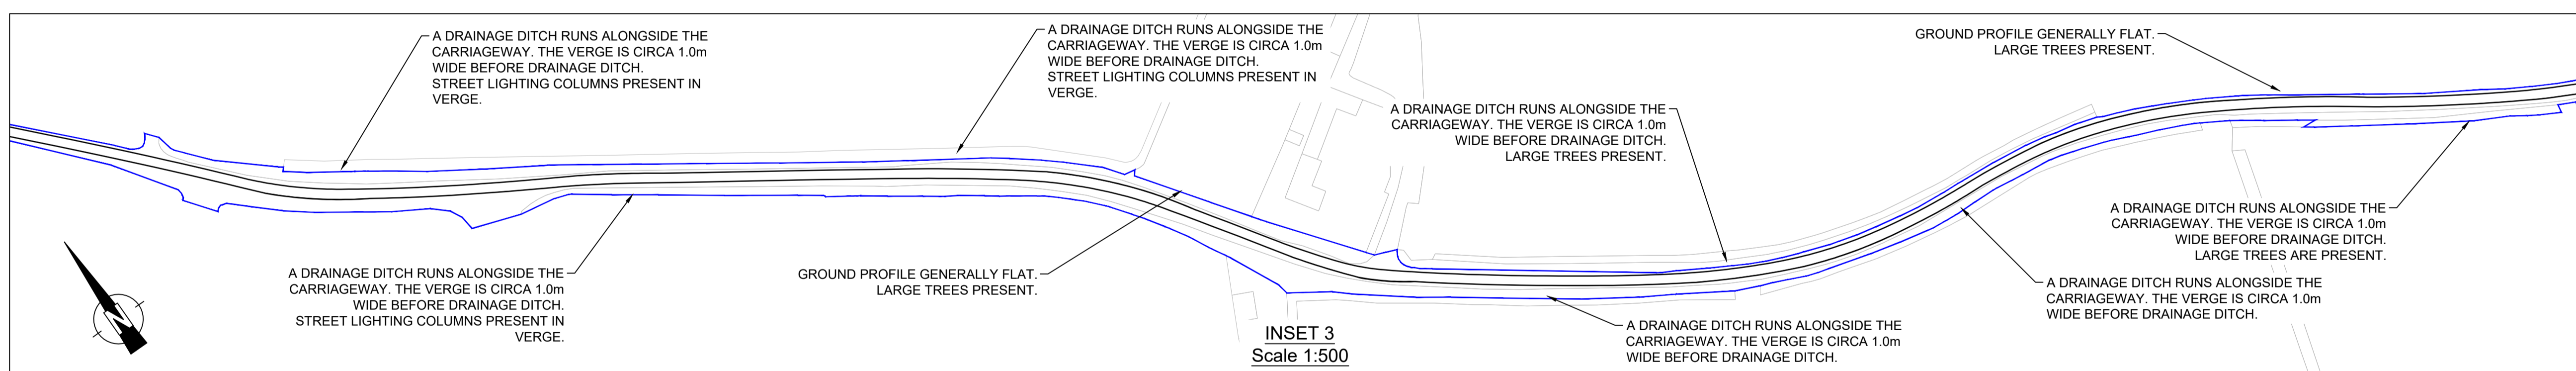 A DRAINAGE DITCH RUNS ALONGSIDE THE
CARRIAGEWAY. THE VERGE IS CIRCA 1.0m
WIDE BEFORE DRAINAGE DITCH.
STREET LIGHTING COLUMNS PRESENT IN
VERGE.
A DRAINAGE DITCH RUNS ALONGSIDE THE
CARRIAGEWAY. THE VERGE IS CIRCA 1.0m
WIDE BEFORE DRAINAGE DITCH.
STREET LIGHTING COLUMNS PRESENT IN
VERGE.
A DRAINAGE DITCH RUNS ALONGSIDE THE
CARRIAGEWAY. THE VERGE IS CIRCA 1.0m
WIDE BEFORE DRAINAGE DITCH.
LARGE TREES PRESENT.
GROUND PROFILE GENERALLY FLAT.
LARGE TREES PRESENT.
A DRAINAGE DITCH RUNS ALONGSIDE THE
CARRIAGEWAY. THE VERGE IS CIRCA 1.0m
WIDE BEFORE DRAINAGE DITCH.
STREET LIGHTING COLUMNS PRESENT IN
VERGE.
GROUND PROFILE GENERALLY FLAT.
LARGE TREES PRESENT.
INSET 3
Scale 1:500
A DRAINAGE DITCH RUNS ALONGSIDE THE
CARRIAGEWAY. THE VERGE IS CIRCA 1.0m
WIDE BEFORE DRAINAGE DITCH.
A DRAINAGE DITCH RUNS ALONGSIDE THE
CARRIAGEWAY. THE VERGE IS CIRCA 1.0m
WIDE BEFORE DRAINAGE DITCH.
A DRAINAGE DITCH RUNS ALONGSIDE THE
CARRIAGEWAY. THE VERGE IS CIRCA 1.0m
WIDE BEFORE DRAINAGE DITCH.
LARGE TREES ARE PRESENT.